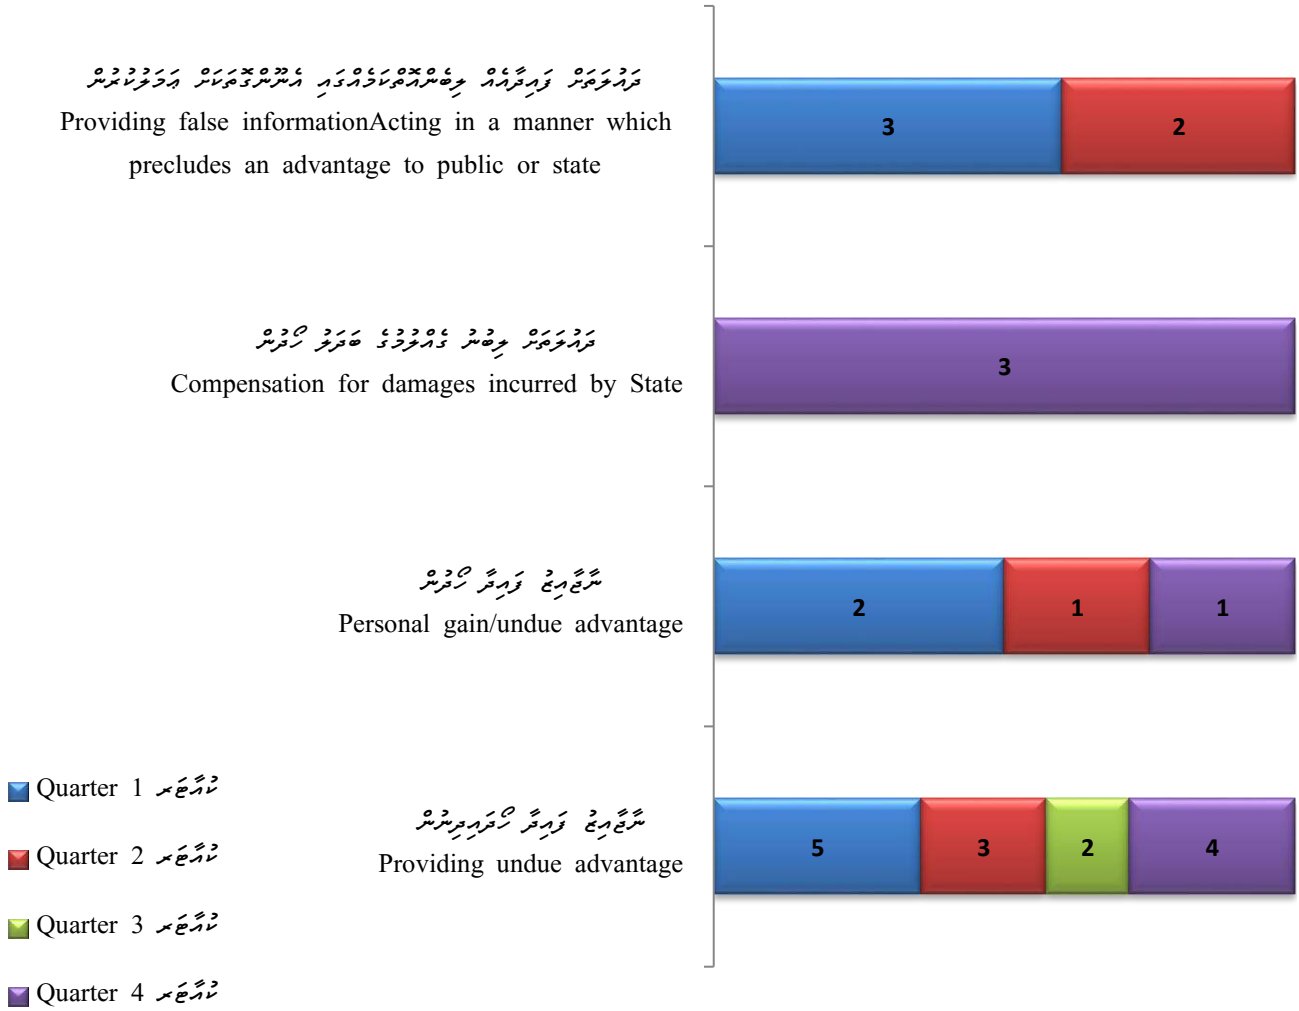 ދައުލަތަށް ފައިދާއެއް ލިބެންއޮތްކަމެއްގައި އެނޫންގޮތަކަށް ޢަމަލުކުރުން
Providing false informationActing in a manner which
precludes an advantage to public or state
3 2
ދައުލަތަށް ލިބުނު ގެއްލުމުގެ ބަދަލު ހޯދުން
Compensation for damages incurred by State
3
ނާޖާއިޒު ފައިދާ ހޯދުން
Personal gain/undue advantage
2 1 1
ނާޖާއިޒު ފައިދާ ހޯދައިދިނުން
Providing undue advantage
5 3 2 4
Quarter 1 ކުއާޓަރ
Quarter 2 ކުއާޓަރ
Quarter 3 ކުއާޓަރ
Quarter 4 ކުއާޓަރ